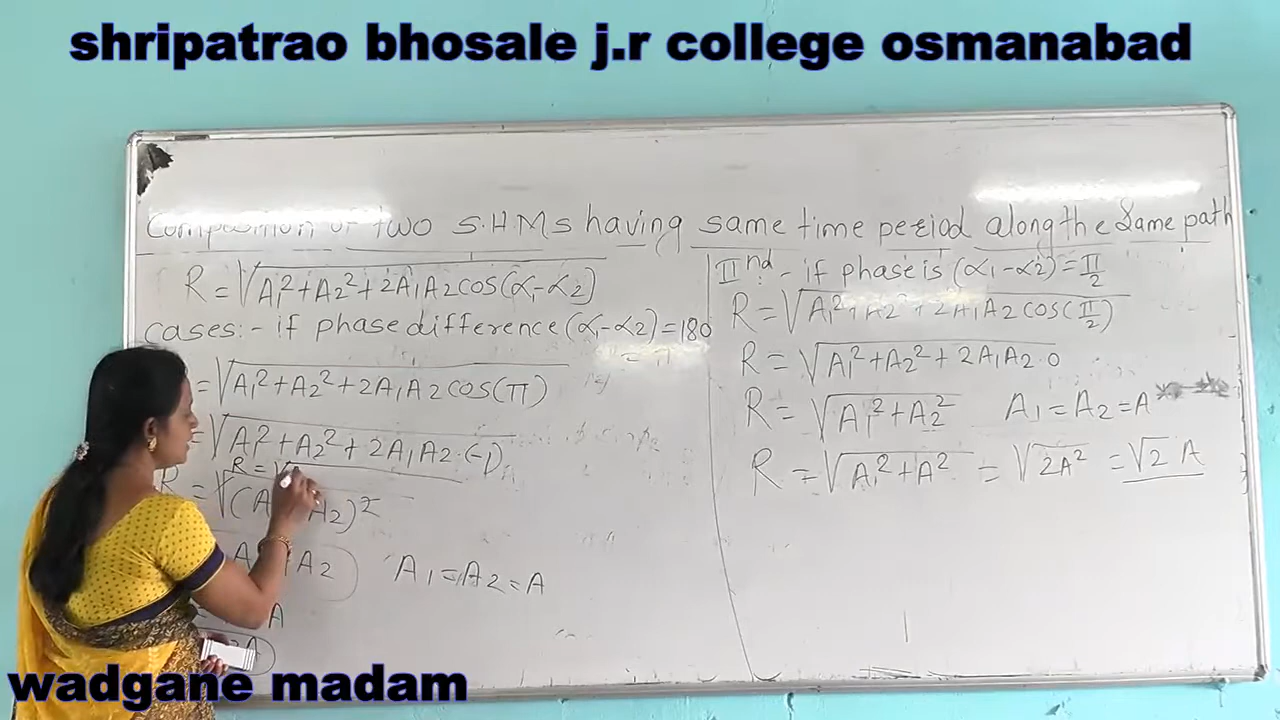 shripatrao bhosale j.r college osmanabad
Composition of two S.H.Ms having same time period along the same path
R = √A₁² + A₂² + 2A₁A₂ cos(α₁ - α₂)
cases:- if phase difference (α₁ - α₂) = 180
= π
= √A₁² + A₂² + 2A₁A₂ cos(π)
= √A₁² + A₂² + 2A₁A₂·(-1)
R = √
R = √(A A₂)²
A A₂ A₁ = A₂ = A
A
IInd - if phase is (α₁ - α₂) = π/2
R = √A₁² + A₂² + 2A₁A₂ cos(π/2)
R = √A₁² + A₂² + 2A₁A₂·0
R = √A₁² + A₂² A₁ = A₂ = A
R = √A₁² + A² = √2A² = √2 A
wadgane madam